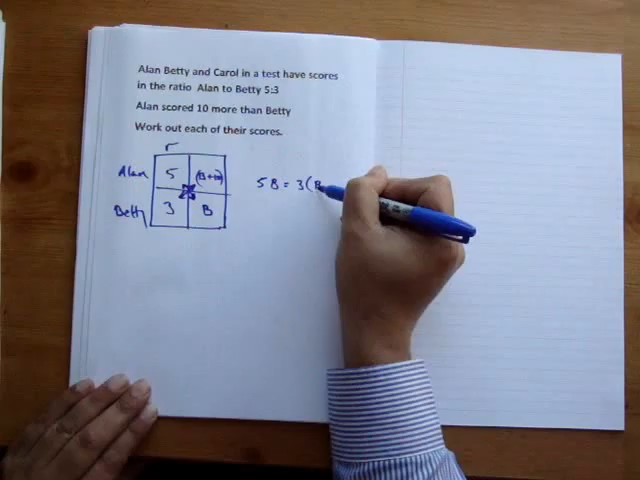 Alan Betty and Carol in a test have scores
in the ratio Alan to Betty 5:3
Alan scored 10 more than Betty
Work out each of their scores.
r
Alan 5 (B+10) 5B = 3(B
Betty 3 B